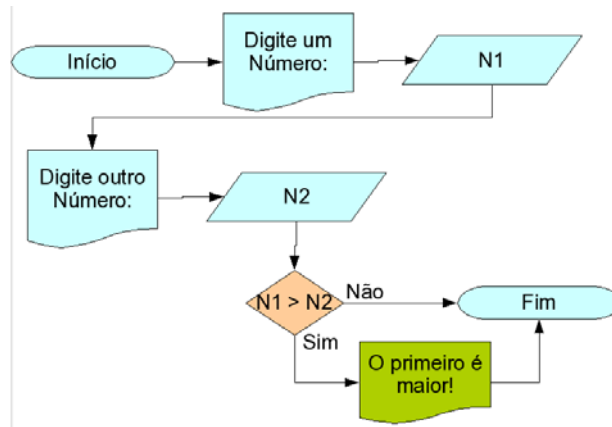 Início
Digite um
Número:
N1
Digite outro
Número:
N2
N1 > N2
Não
Sim
Fim
O primeiro é
maior!